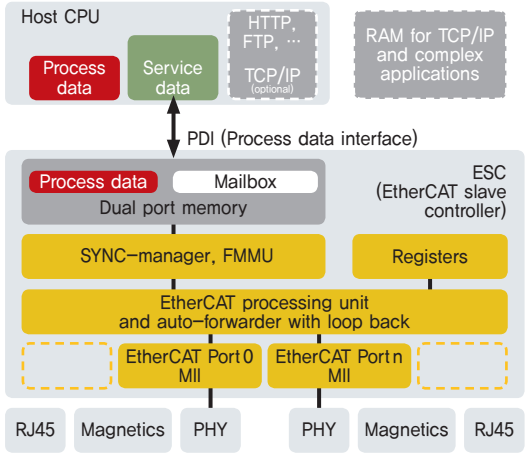 Host CPU
Process
data
Service
data
HTTP,
FTP, ...
TCP/IP
(optional)
RAM for TCP/IP
and complex
applications
PDI (Process data interface)
ESC
(EtherCAT slave
controller)
Process data
Mailbox
Dual port memory
SYNC-manager, FMMU
Registers
EtherCAT processing unit
and auto-forwarder with loop back
EtherCAT Port 0
MII
EtherCAT Port n
MII
RJ45
Magnetics
PHY
PHY
Magnetics
RJ45